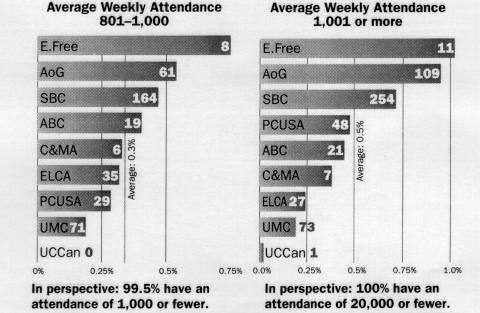 Average Weekly Attendance
801–1,000
E.Free 8
AoG 61
SBC 164
ABC 19
C&MA 6
ELCA 35
PCUSA 29
UMC 71
UCCan 0
Average: 0.3%
0% 0.25% 0.5% 0.75%
In perspective: 99.5% have an
attendance of 1,000 or fewer.
Average Weekly Attendance
1,001 or more
E.Free 11
AoG 109
SBC 254
PCUSA 48
ABC 21
C&MA 7
ELCA 27
UMC 73
UCCan 1
Average: 0.5%
0.0% 0.25% 0.5% 0.75% 1.0%
In perspective: 100% have an
attendance of 20,000 or fewer.